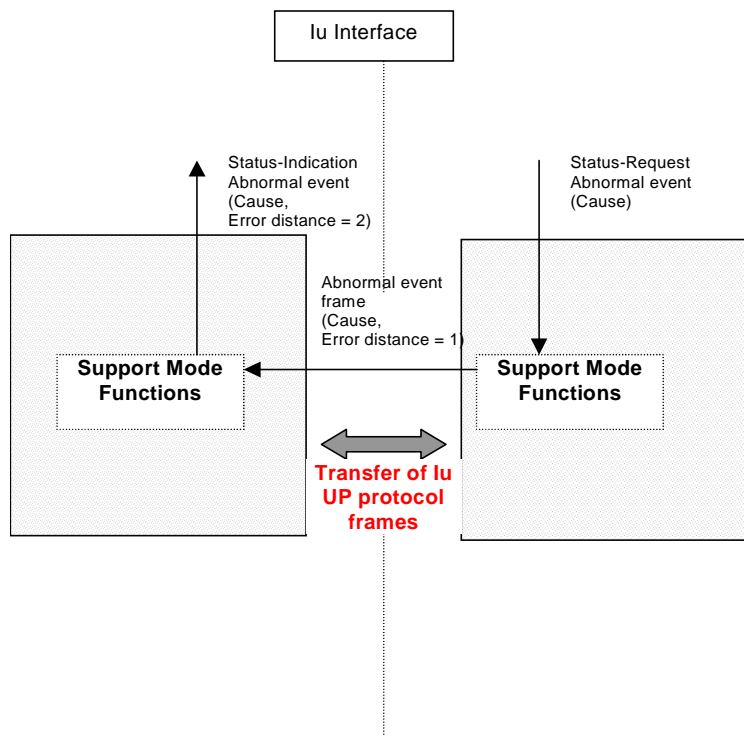 Iu Interface
Status-Indication
Abnormal event
(Cause,
Error distance = 2)
Status-Request
Abnormal event
(Cause)
Abnormal event
frame
(Cause,
Error distance = 1)
Support Mode
Functions
Support Mode
Functions
Transfer of Iu
UP protocol
frames